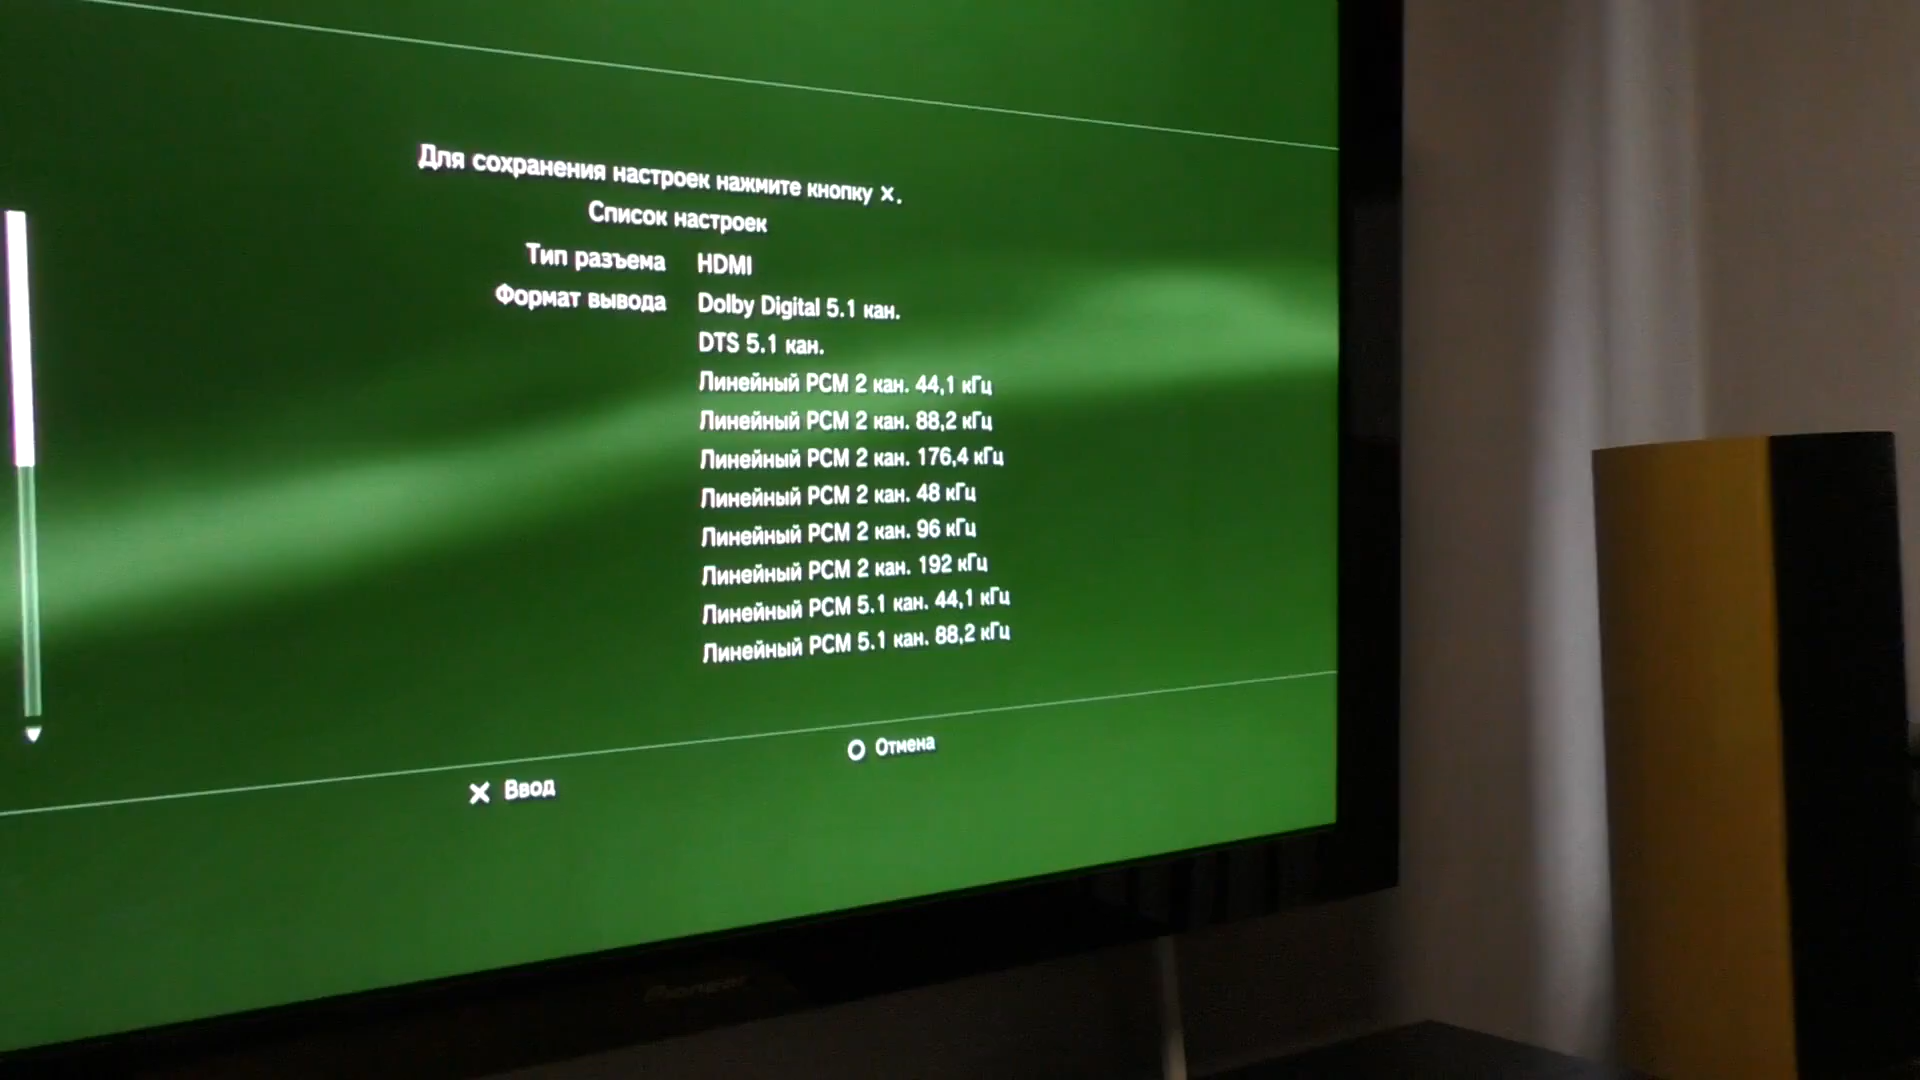 Для сохранения настроек нажмите кнопку ×.
Список настроек
Тип разъема HDMI
Формат вывода Dolby Digital 5.1 кан.
DTS 5.1 кан.
Линейный PCM 2 кан. 44,1 кГц
Линейный PCM 2 кан. 88,2 кГц
Линейный PCM 2 кан. 176,4 кГц
Линейный PCM 2 кан. 48 кГц
Линейный PCM 2 кан. 96 кГц
Линейный PCM 2 кан. 192 кГц
Линейный PCM 5.1 кан. 44,1 кГц
Линейный PCM 5.1 кан. 88,2 кГц
Отмена
Ввод
Pioneer